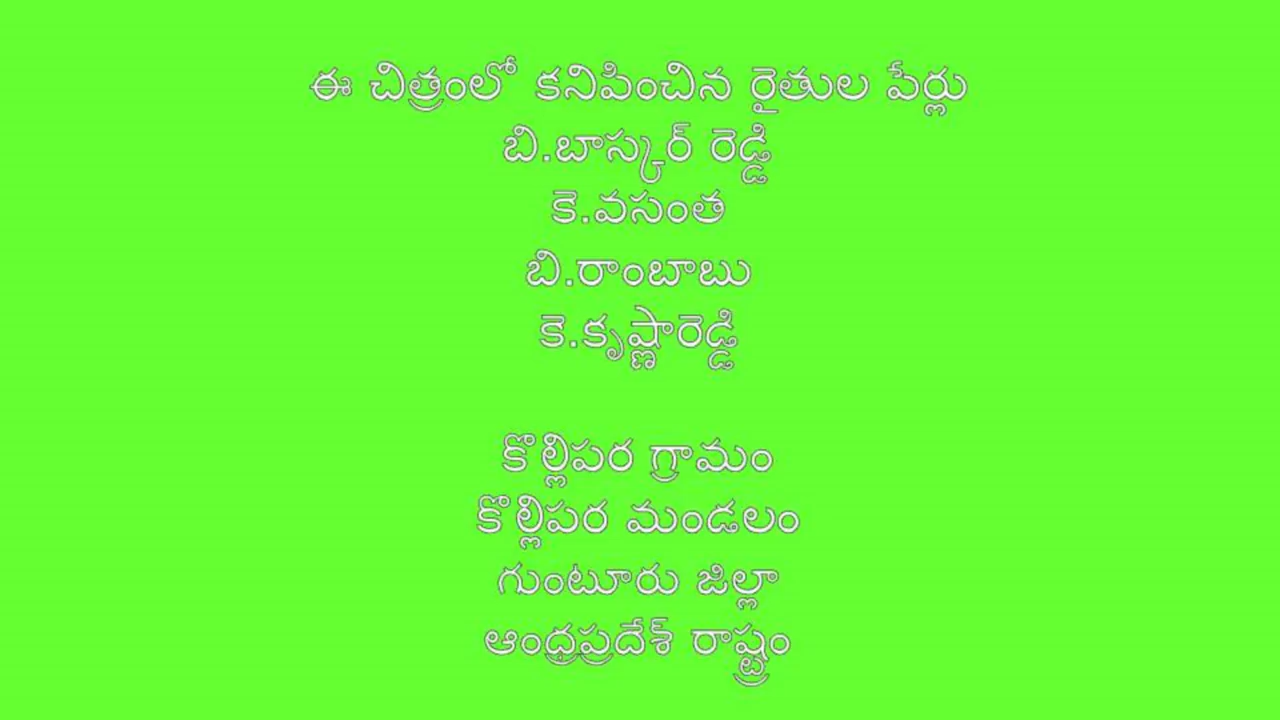 ఈ చిత్రంలో కనిపించిన రైతుల పేర్లు
బి.బాస్కర్ రెడ్డి
కె.వసంత
బి.రాంబాబు
కె.కృష్ణారెడ్డి
కొల్లిపర గ్రామం
కొల్లిపర మండలం
గుంటూరు జిల్లా
ఆంధ్రప్రదేశ్ రాష్ట్రం